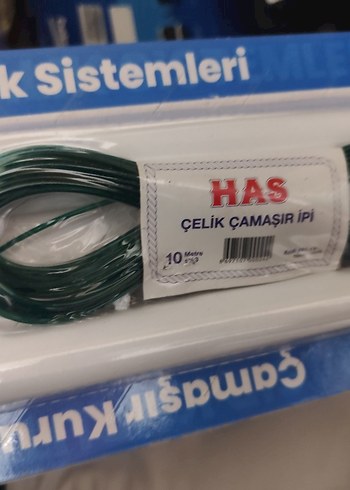 k Sistemleri
HAS
ÇELİK ÇAMAŞIR İPİ
10 Metre
Çamaşır Kuru